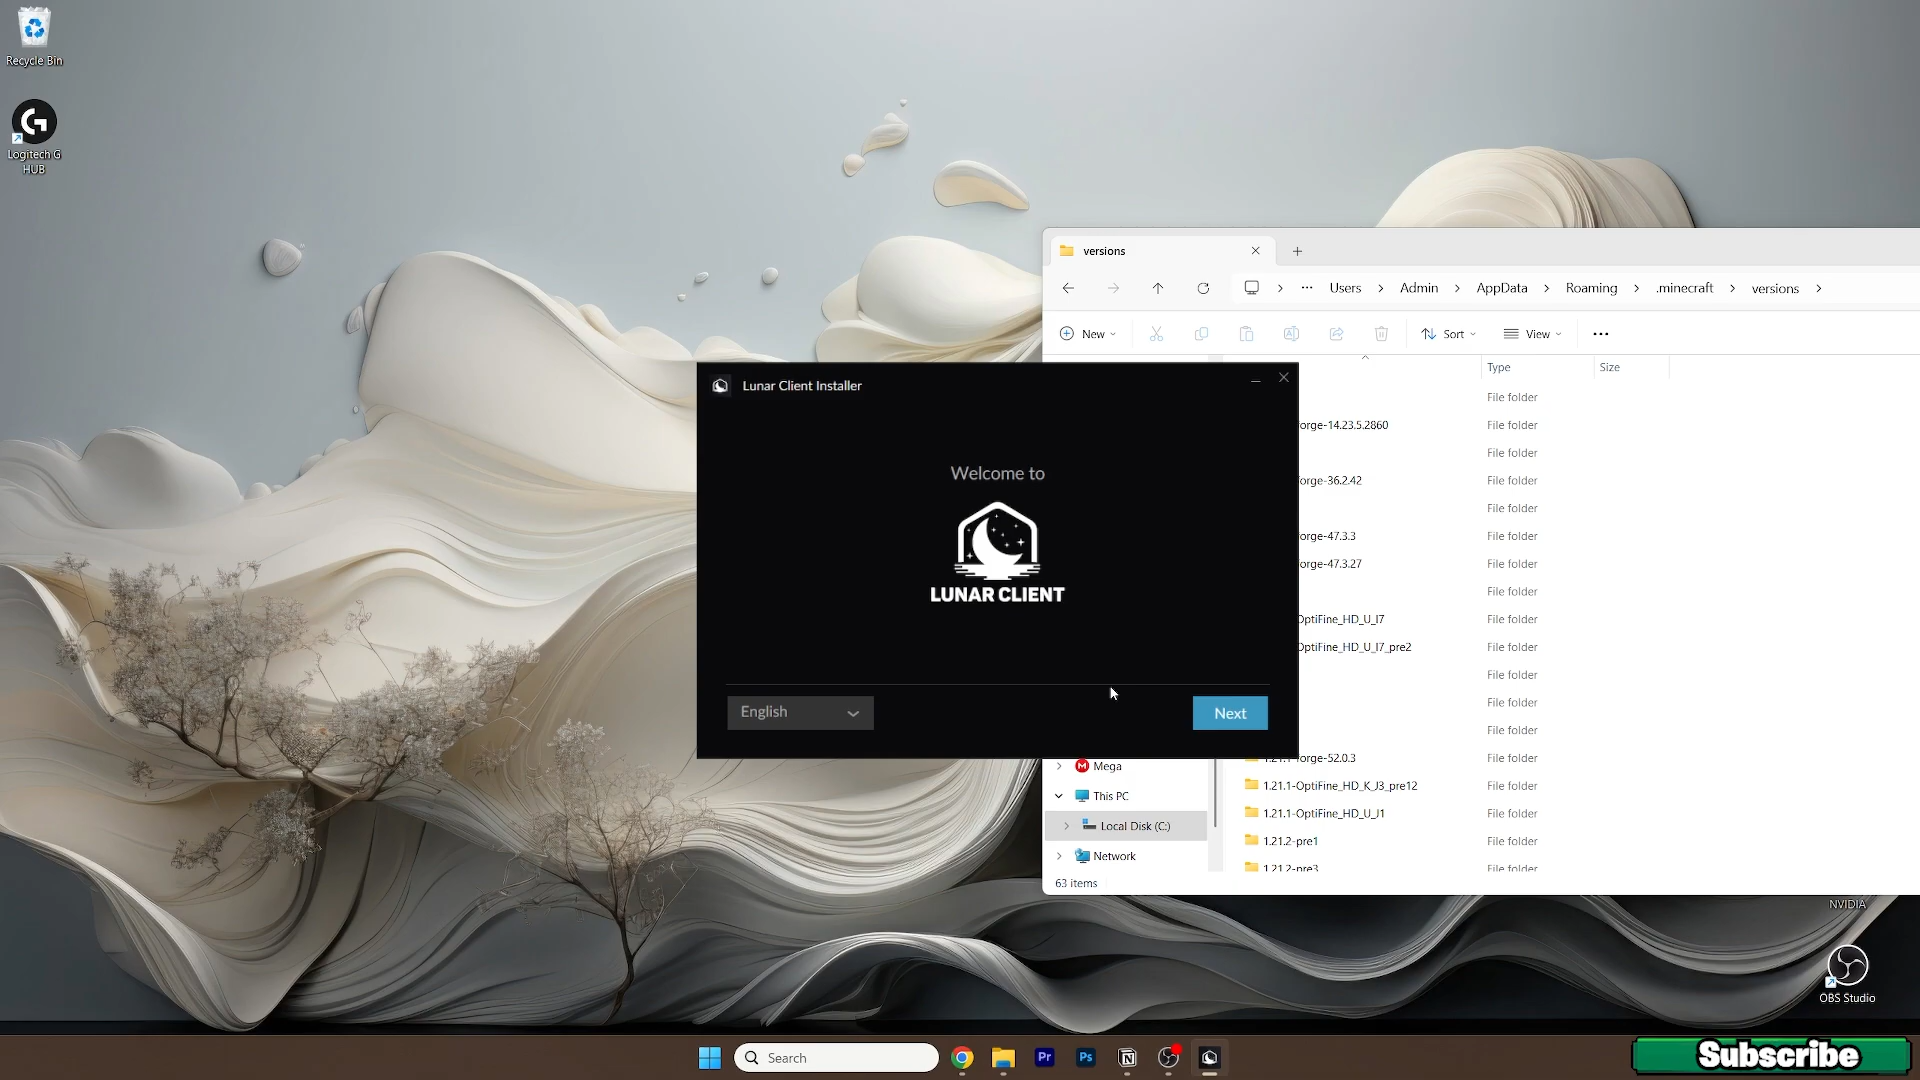 Recycle Bin
Logitech G
HUB
versions
Users
Admin
AppData
Roaming
.minecraft
versions
New
Sort
View
Type
Size
File folder
orge-14.23.5.2860
File folder
File folder
orge-36.2.42
File folder
File folder
orge-47.3.3
File folder
orge-47.3.27
File folder
File folder
OptiFine_HD_U_I7
File folder
OptiFine_HD_U_I7_pre2
File folder
File folder
File folder
File folder
1.21.1-forge-52.0.3
File folder
1.21.1-OptiFine_HD_K_J3_pre12
File folder
1.21.1-OptiFine_HD_U_J1
File folder
1.21.2-pre1
File folder
1.21.2-pre3
File folder
Mega
This PC
Local Disk (C:)
Network
63 items
Lunar Client Installer
Welcome to
LUNAR CLIENT
English
Next
NVIDIA
OBS Studio
Search
Pr
Ps
Subscribe